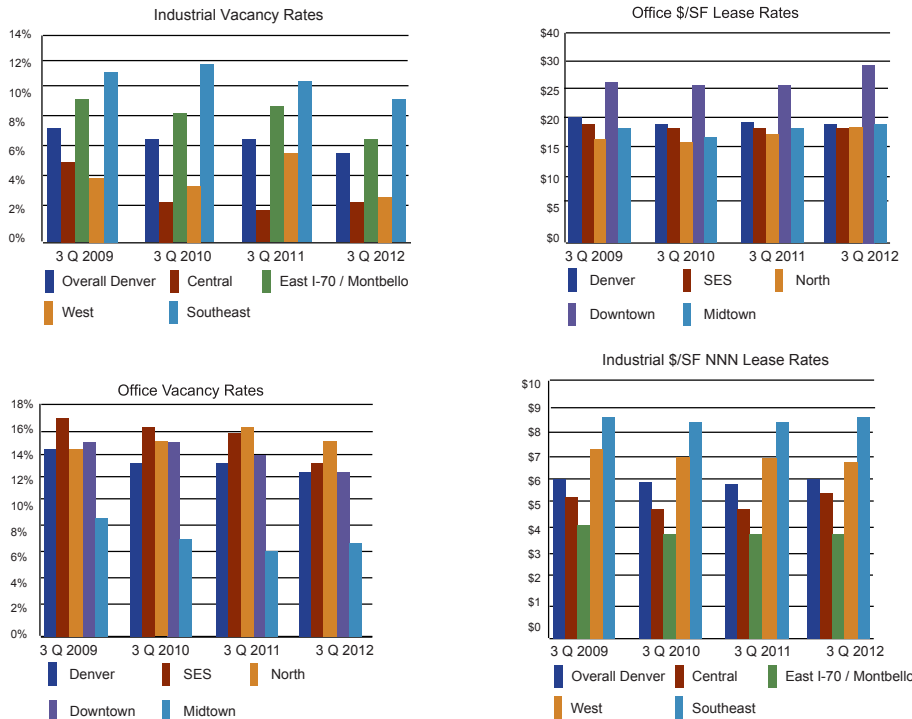 Industrial Vacancy Rates
14%
12%
10%
8%
6%
4%
2%
0%
3 Q 2009 3 Q 2010 3 Q 2011 3 Q 2012
Overall Denver Central East I-70 / Montbello
West Southeast
Office $/SF Lease Rates
$40
$30
$25
$20
$15
$10
$5
$0
3 Q 2009 3 Q 2010 3 Q 2011 3 Q 2012
Denver SES North
Downtown Midtown
Office Vacancy Rates
18%
16%
14%
12%
10%
8%
6%
4%
2%
0%
3 Q 2009 3 Q 2010 3 Q 2011 3 Q 2012
Denver SES North
Downtown Midtown
Industrial $/SF NNN Lease Rates
$10
$9
$8
$7
$6
$5
$4
$3
$2
$1
$0
3 Q 2009 3 Q 2010 3 Q 2011 3 Q 2012
Overall Denver Central East I-70 / Montbello
West Southeast